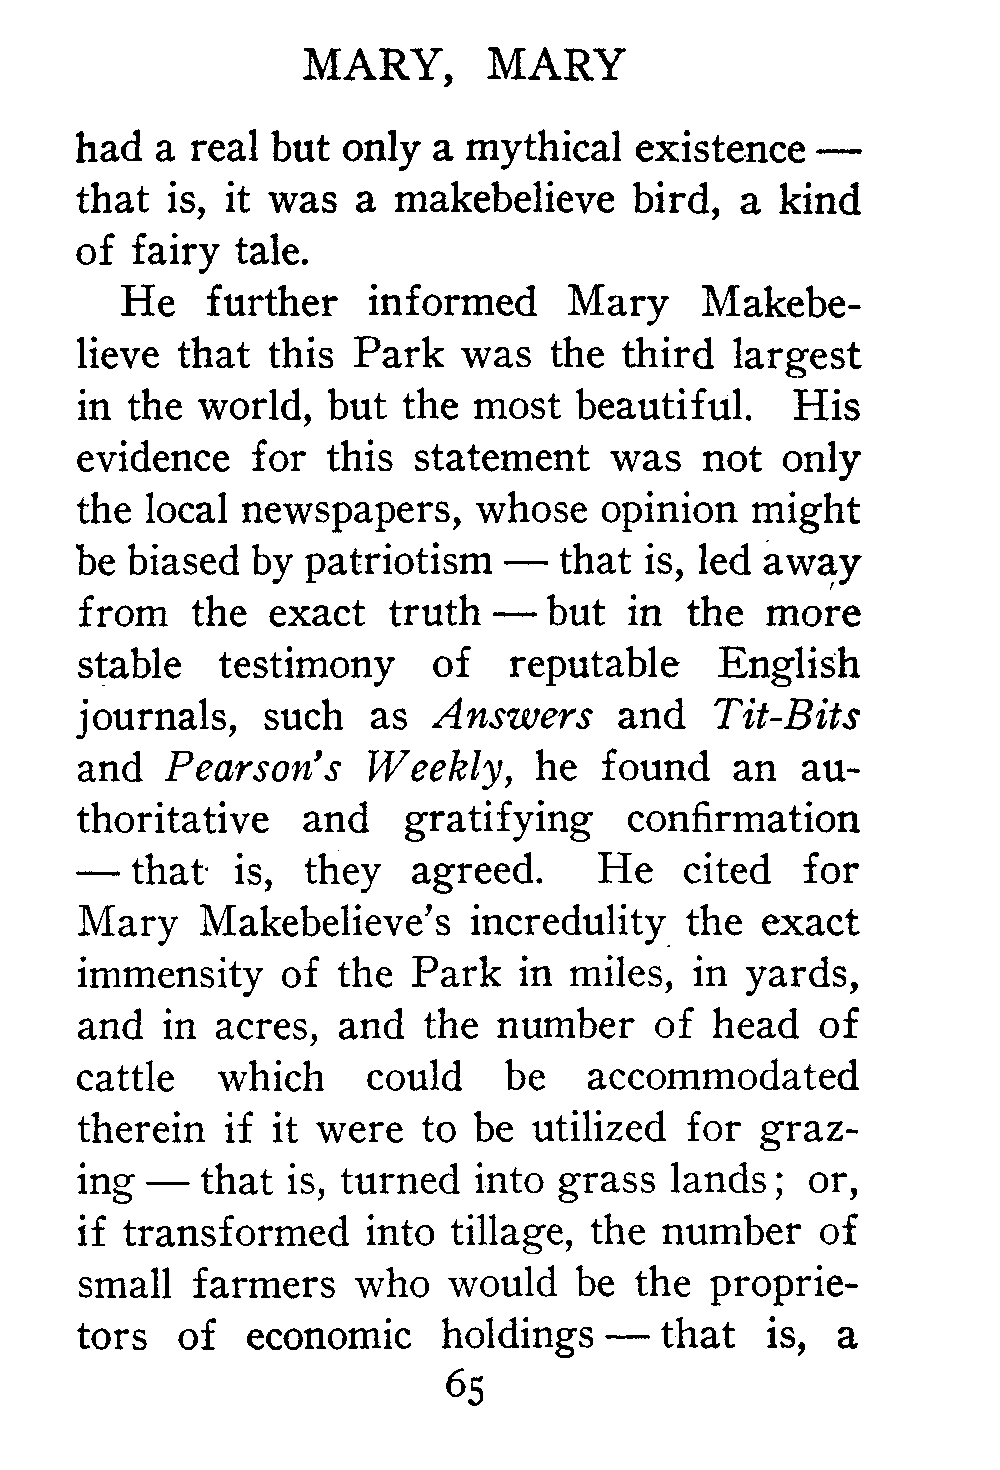 MARY, MARY
had a real but only a mythical existence —
that is, it was a makebelieve bird, a kind
of fairy tale.
He further informed Mary Makebe-
lieve that this Park was the third largest
in the world, but the most beautiful. His
evidence for this statement was not only
the local newspapers, whose opinion might
be biased by patriotism — that is, led away
from the exact truth — but in the more
stable testimony of reputable English
journals, such as Answers and Tit-Bits
and Pearson's Weekly, he found an au-
thoritative and gratifying confirmation
— that is, they agreed. He cited for
Mary Makebelieve's incredulity the exact
immensity of the Park in miles, in yards,
and in acres, and the number of head of
cattle which could be accommodated
therein if it were to be utilized for graz-
ing — that is, turned into grass lands; or,
if transformed into tillage, the number of
small farmers who would be the proprie-
tors of economic holdings — that is, a
65